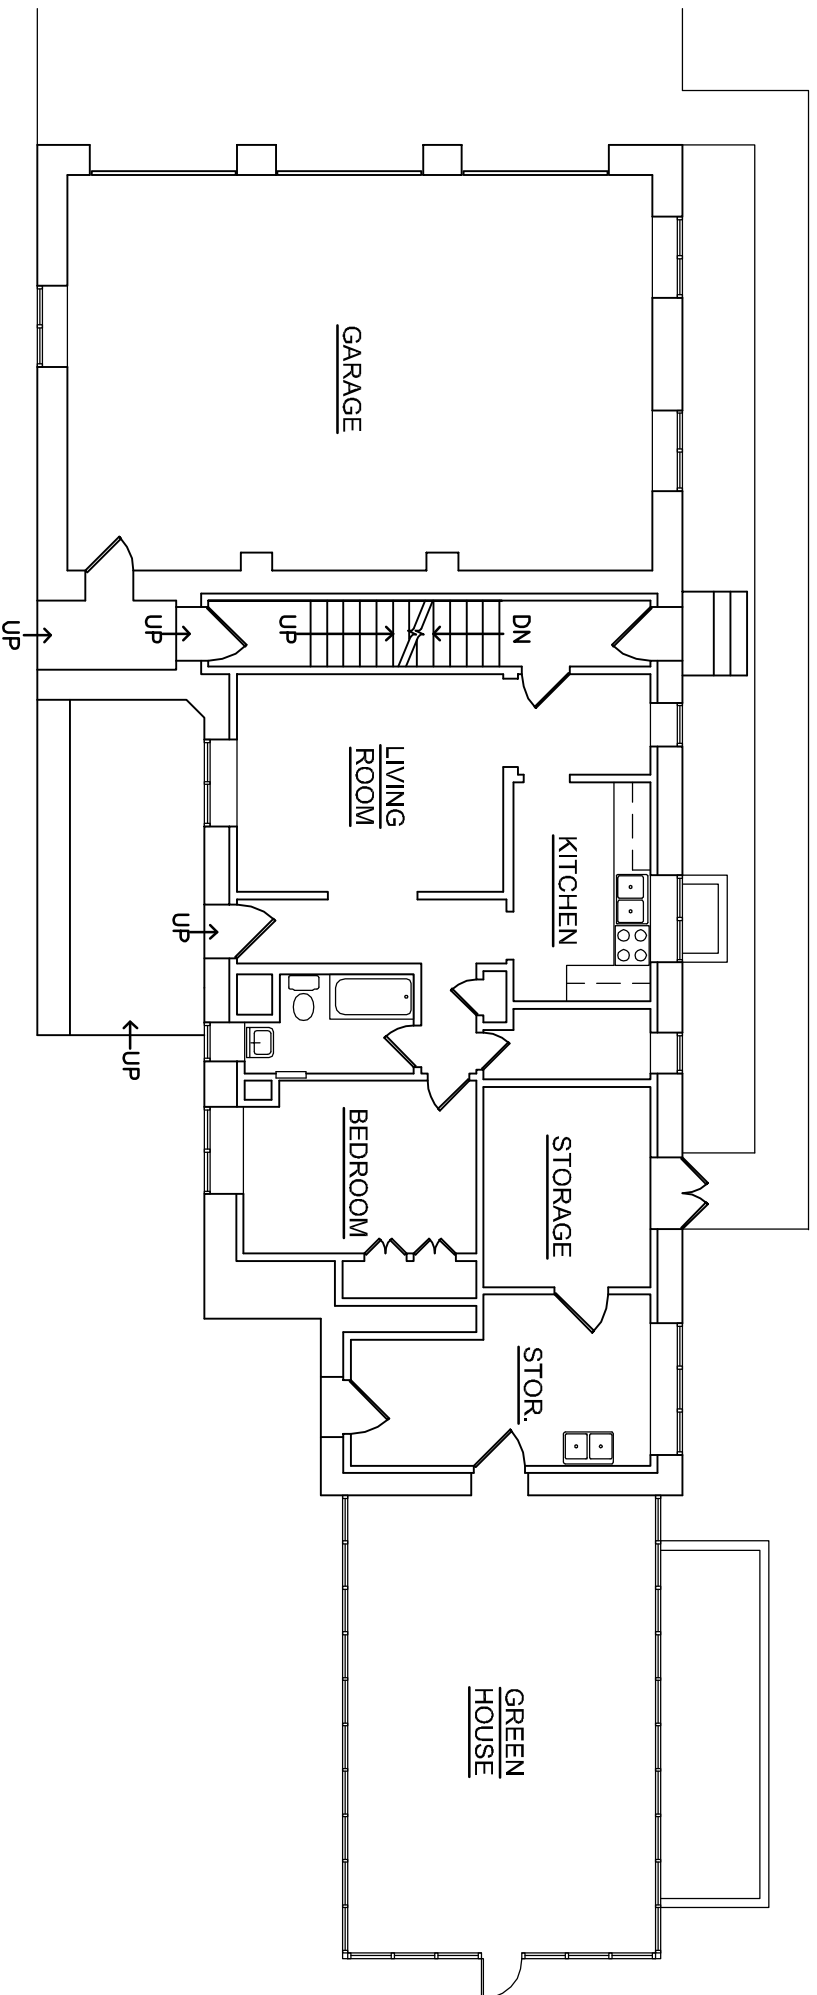 GARAGE
UP
UP
UP
DN
LIVING
ROOM
KITCHEN
UP
UP
BEDROOM
STORAGE
STOR.
GREEN
HOUSE